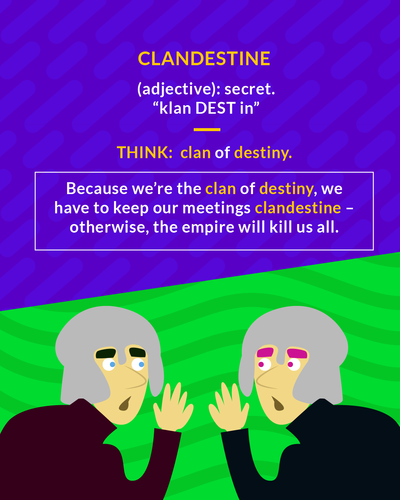 CLANDESTINE
(adjective): secret.
“klan DEST in”
THINK: clan of destiny.
Because we’re the clan of destiny, we
have to keep our meetings clandestine –
otherwise, the empire will kill us all.